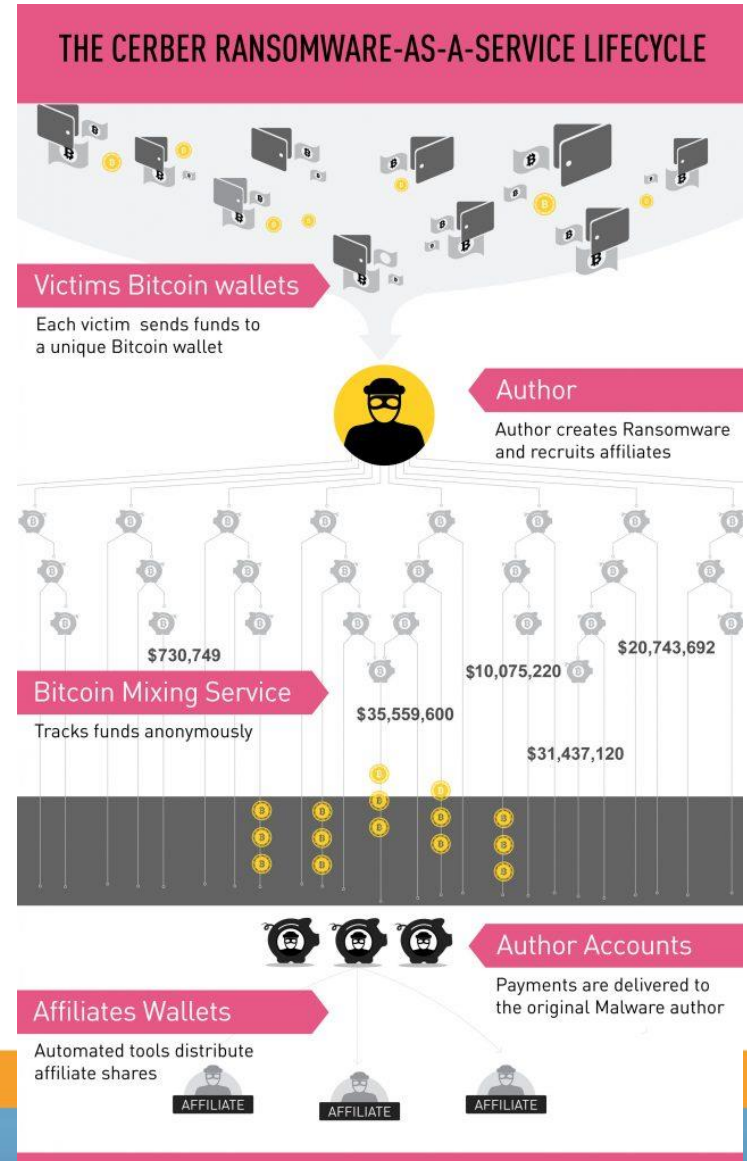 THE CERBER RANSOMWARE-AS-A-SERVICE LIFECYCLE
Victims Bitcoin wallets
Each victim sends funds to
a unique Bitcoin wallet
Author
Author creates Ransomware
and recruits affiliates
$730,749
$20,743,692
$10,075,220
Bitcoin Mixing Service
$35,559,600
Tracks funds anonymously
$31,437,120
Author Accounts
Payments are delivered to
the original Malware author
Affiliates Wallets
Automated tools distribute
affiliate shares
AFFILIATE
AFFILIATE
AFFILIATE